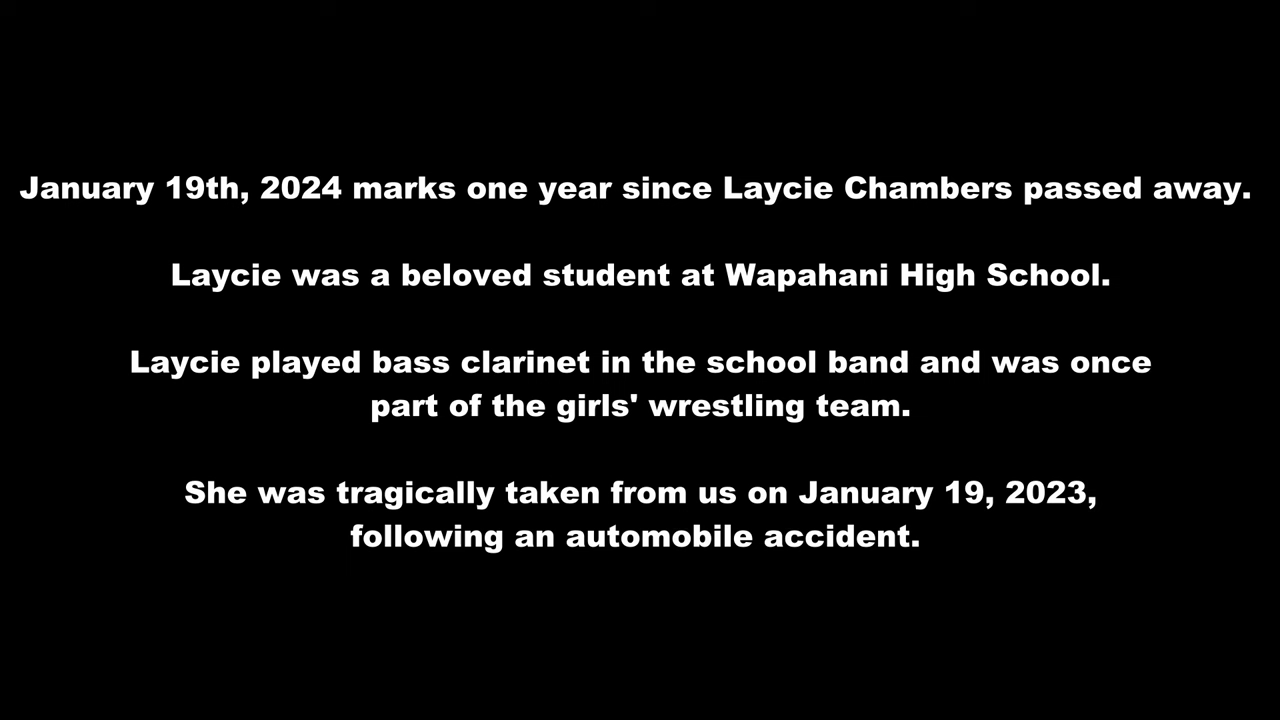 January 19th, 2024 marks one year since Laycie Chambers passed away.
Laycie was a beloved student at Wapahani High School.
Laycie played bass clarinet in the school band and was once
part of the girls' wrestling team.
She was tragically taken from us on January 19, 2023,
following an automobile accident.